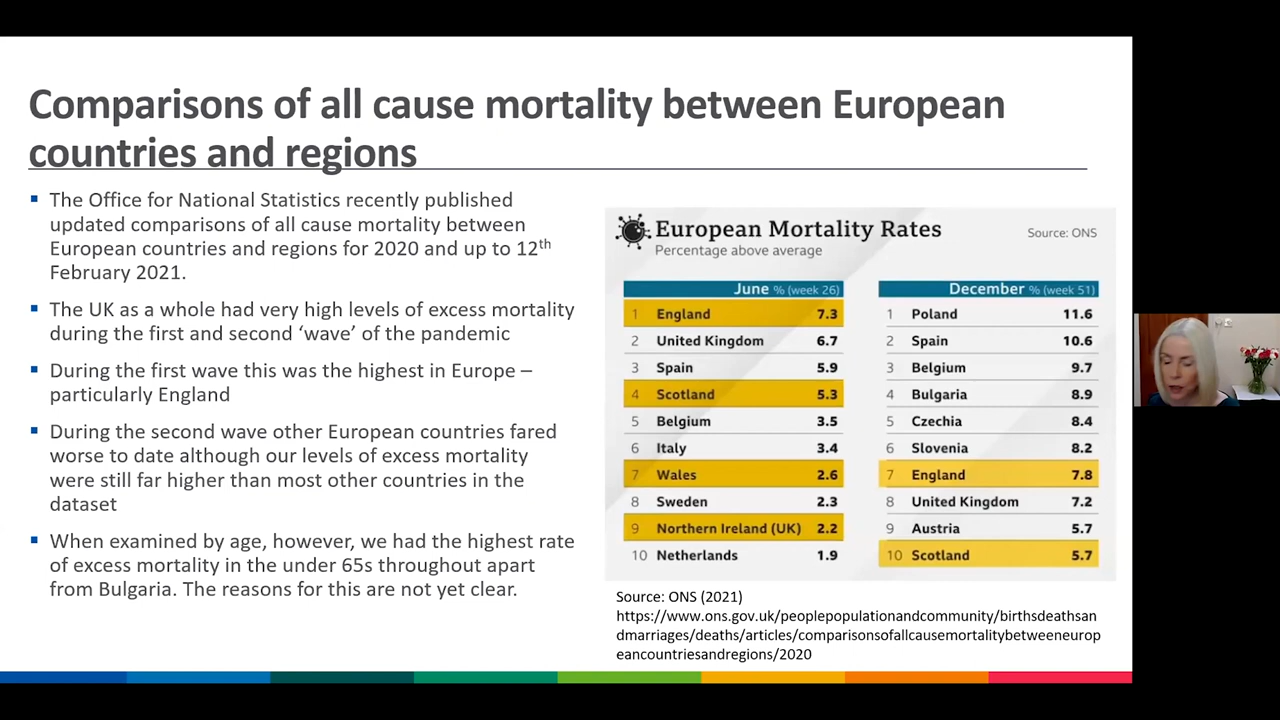 Comparisons of all cause mortality between European
countries and regions
The Office for National Statistics recently published
updated comparisons of all cause mortality between
European countries and regions for 2020 and up to 12th
February 2021.
The UK as a whole had very high levels of excess mortality
during the first and second ‘wave’ of the pandemic
During the first wave this was the highest in Europe –
particularly England
During the second wave other European countries fared
worse to date although our levels of excess mortality
were still far higher than most other countries in the
dataset
When examined by age, however, we had the highest rate
of excess mortality in the under 65s throughout apart
from Bulgaria. The reasons for this are not yet clear.
European Mortality Rates
Source: ONS
Percentage above average
June % (week 26)
1 England 7.3
2 United Kingdom 6.7
3 Spain 5.9
4 Scotland 5.3
5 Belgium 3.5
6 Italy 3.4
7 Wales 2.6
8 Sweden 2.3
9 Northern Ireland (UK) 2.2
10 Netherlands 1.9
December % (week 51)
1 Poland 11.6
2 Spain 10.6
3 Belgium 9.7
4 Bulgaria 8.9
5 Czechia 8.4
6 Slovenia 8.2
7 England 7.8
8 United Kingdom 7.2
9 Austria 5.7
10 Scotland 5.7
Source: ONS (2021)
https://www.ons.gov.uk/peoplepopulationandcommunity/birthsdeathsan
dmarriages/deaths/articles/comparisonsofallcausemortalitybetweeneurop
eancountriesandregions/2020